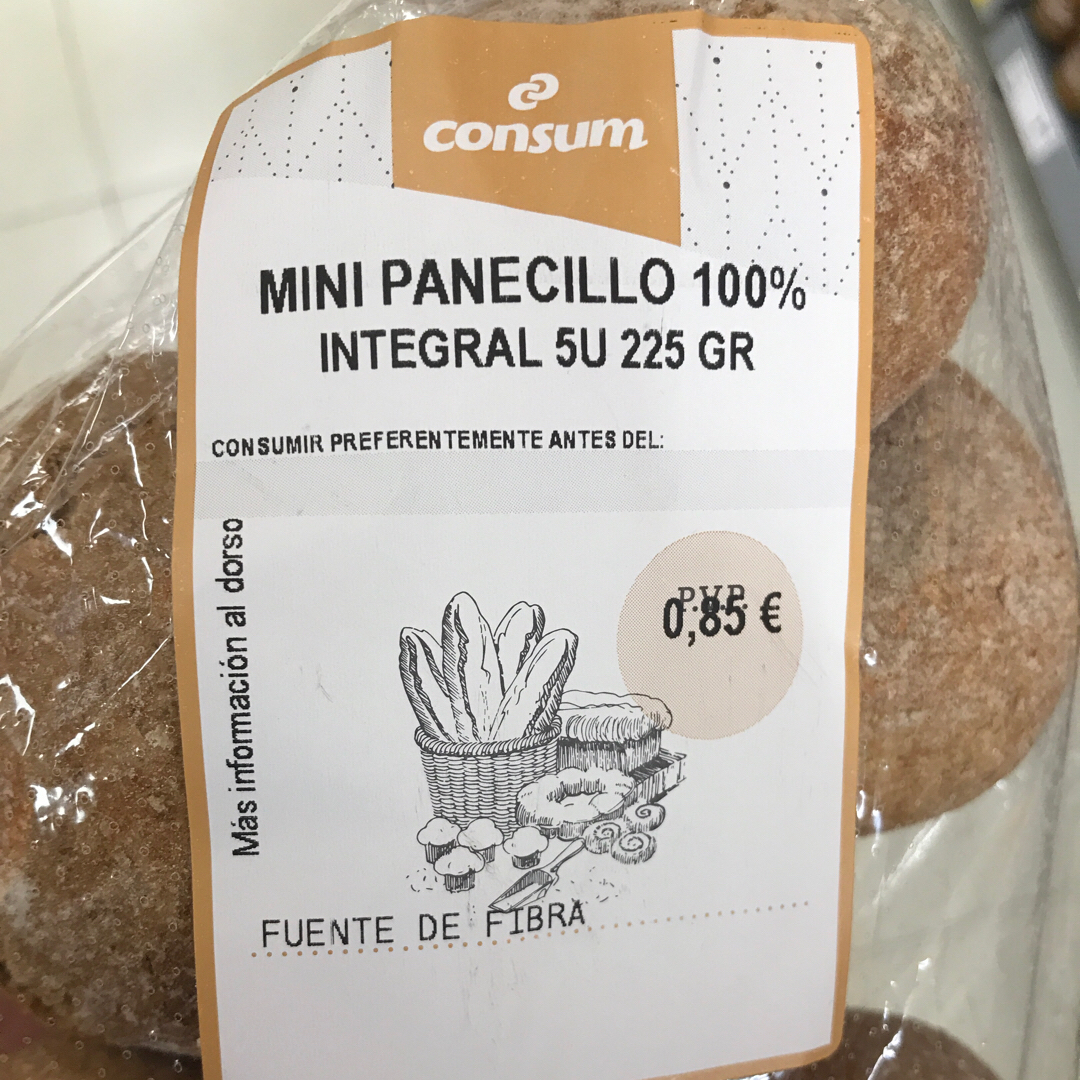 consum
MINI PANECILLO 100%
INTEGRAL 5U 225 GR
CONSUMIR PREFERENTEMENTE ANTES DEL:
Más información al dorso
P.V.P.
0,85 €
FUENTE DE FIBRA